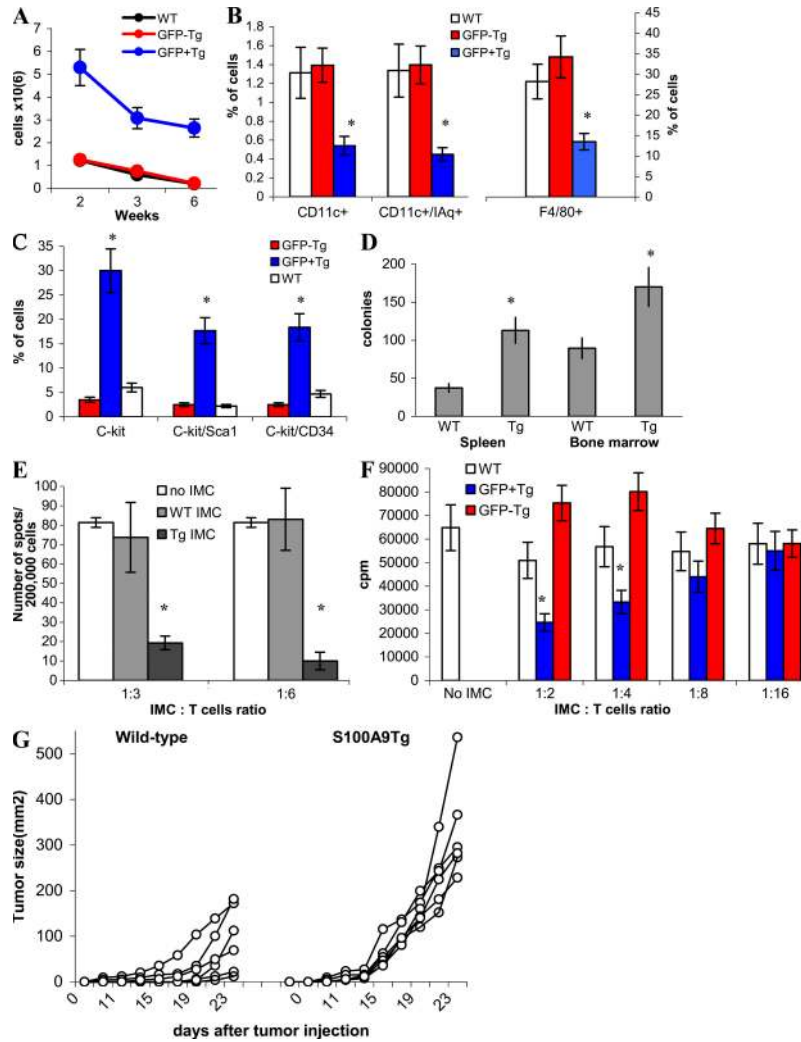 A
WT
GFP-Tg
GFP+Tg
cells x10(6)
7
6
5
4
3
2
1
0
2 3 6
Weeks
B
WT
GFP-Tg
GFP+Tg
% of cells
1.8
1.6
1.4
1.2
1
0.8
0.6
0.4
0.2
0
* * *
CD11c+ CD11c+/IAq+ F4/80+
45
40
35
30
25
20
15
10
5
0
% of cells
C
GFP-Tg
GFP+Tg
WT
% of cells
35
30
25
20
15
10
5
0
* * *
C-kit C-kit/Sca1 C-kit/CD34
D
colonies
200
150
100
50
0
* *
WT Tg WT Tg
Spleen Bone marrow
E
no IMC
WT IMC
Tg IMC
Number of spots/
200,000 cells
100
90
80
70
60
50
40
30
20
10
0
* *
1:3 1:6
IMC : T cells ratio
F
WT
GFP+Tg
GFP-Tg
cpm
90000
80000
70000
60000
50000
40000
30000
20000
10000
0
* *
No IMC 1:2 1:4 1:8 1:16
IMC : T cells ratio
G
Wild-type S100A9Tg
Tumor size(mm2)
500
400
300
200
100
0
0 11 15 19 23 0 11 15 19 23
days after tumor injection